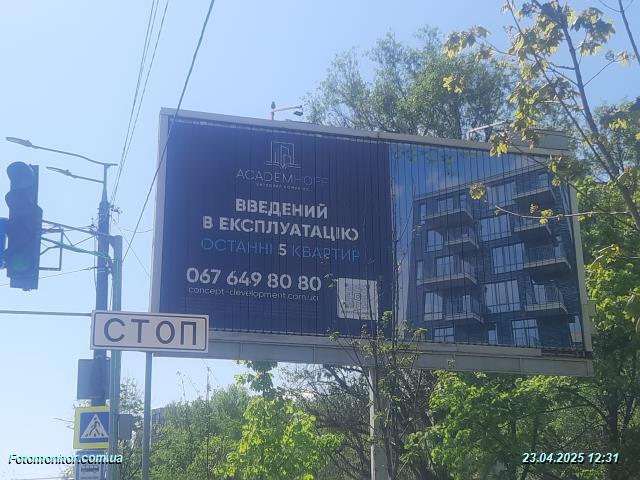 ACADEMHOFF
ВВЕДЕНИЙ
В ЕКСПЛУАТАЦІЮ
ОСТАННІ 5 КВАРТИР
067 649 80 80
concept-development.com.ua
СТОП
Fotomonitor.com.ua
23.04.2025 12:31